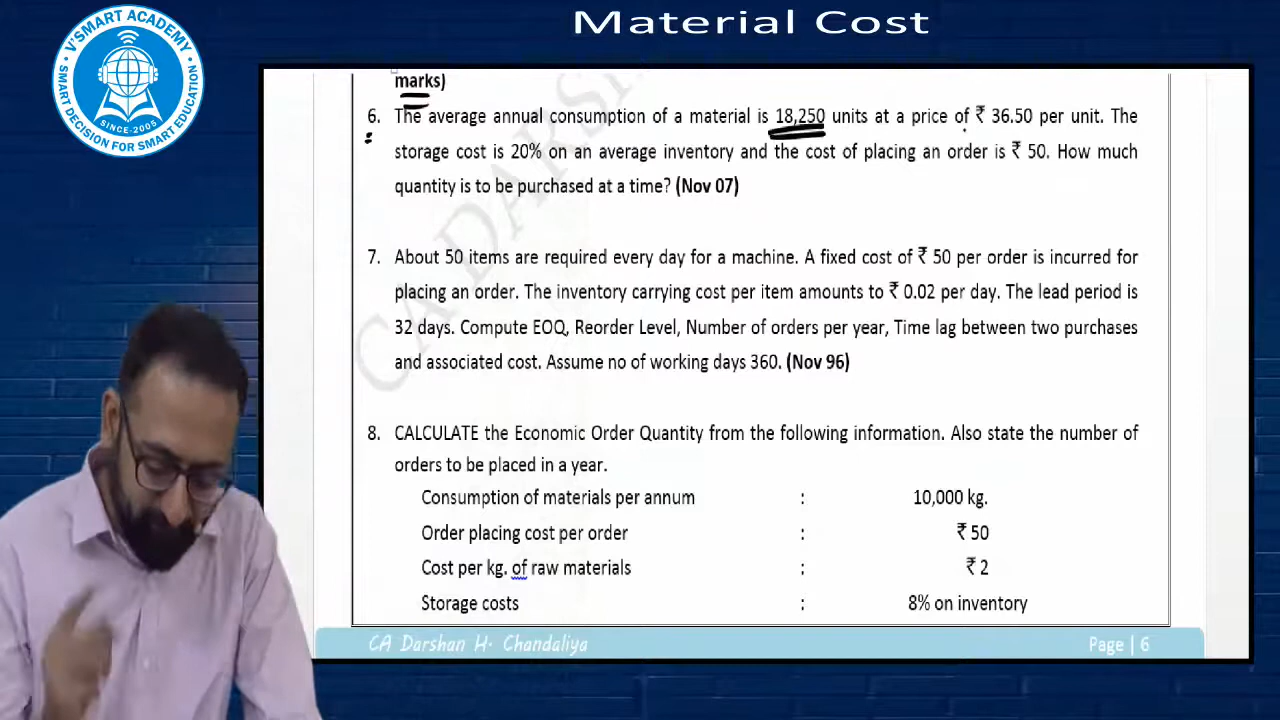 Material Cost
V'SMART ACADEMY
SINCE-2005
SMART DECISION FOR SMART EDUCATION
marks)
6. The average annual consumption of a material is 18,250 units at a price of ₹ 36.50 per unit. The
storage cost is 20% on an average inventory and the cost of placing an order is ₹ 50. How much
quantity is to be purchased at a time? (Nov 07)
7. About 50 items are required every day for a machine. A fixed cost of ₹ 50 per order is incurred for
placing an order. The inventory carrying cost per item amounts to ₹ 0.02 per day. The lead period is
32 days. Compute EOQ, Reorder Level, Number of orders per year, Time lag between two purchases
and associated cost. Assume no of working days 360. (Nov 96)
8. CALCULATE the Economic Order Quantity from the following information. Also state the number of
orders to be placed in a year.
Consumption of materials per annum : 10,000 kg.
Order placing cost per order : ₹ 50
Cost per kg. of raw materials : ₹ 2
Storage costs : 8% on inventory
CA Darshan H. Chandaliya Page | 6